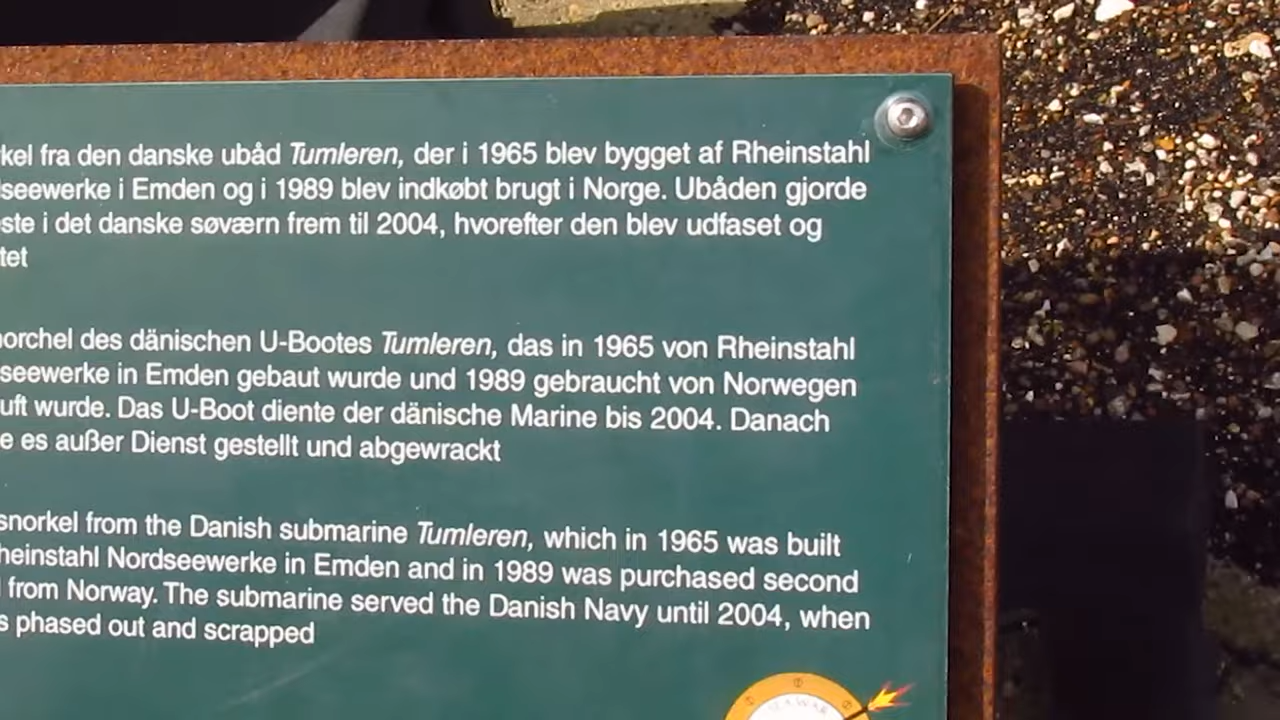 kel fra den danske ubåd Tumleren, der i 1965 blev bygget af Rheinstahl
seewerke i Emden og i 1989 blev indkøbt brugt i Norge. Ubåden gjorde
ste i det danske søværn frem til 2004, hvorefter den blev udfaset og
tet
norchel des dänischen U-Bootes Tumleren, das in 1965 von Rheinstahl
seewerke in Emden gebaut wurde und 1989 gebraucht von Norwegen
uft wurde. Das U-Boot diente der dänische Marine bis 2004. Danach
e es außer Dienst gestellt und abgewrackt
snorkel from the Danish submarine Tumleren, which in 1965 was built
heinstahl Nordseewerke in Emden and in 1989 was purchased second
from Norway. The submarine served the Danish Navy until 2004, when
s phased out and scrapped
SEA WAR